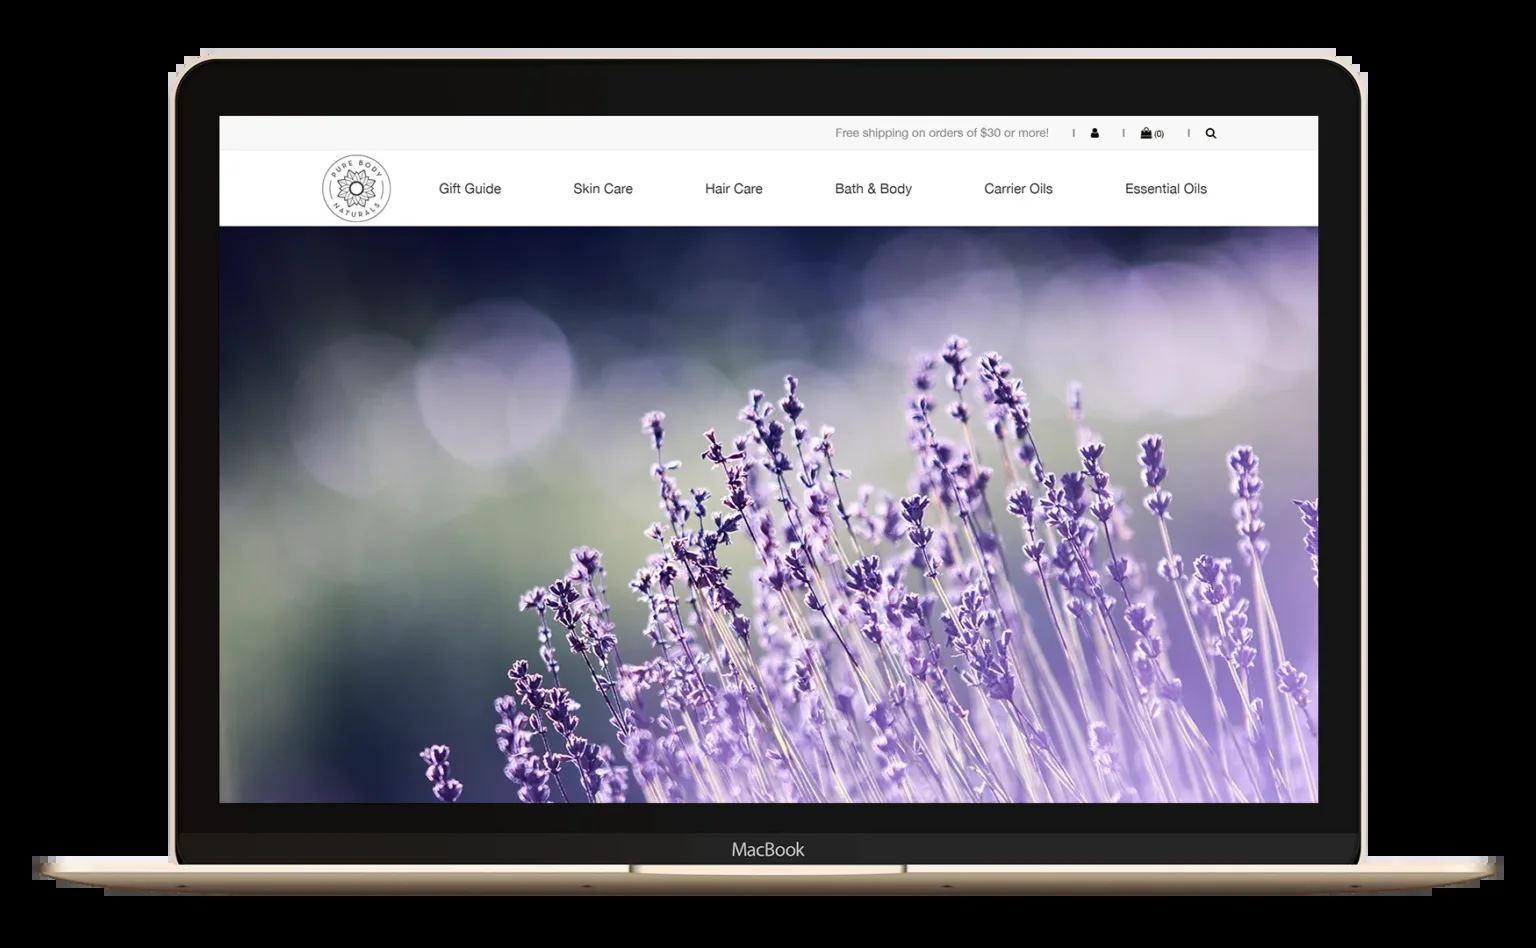 Free shipping on orders of $30 or more!
(0)
PURE BODY
NATURALS
Gift Guide
Skin Care
Hair Care
Bath & Body
Carrier Oils
Essential Oils
MacBook